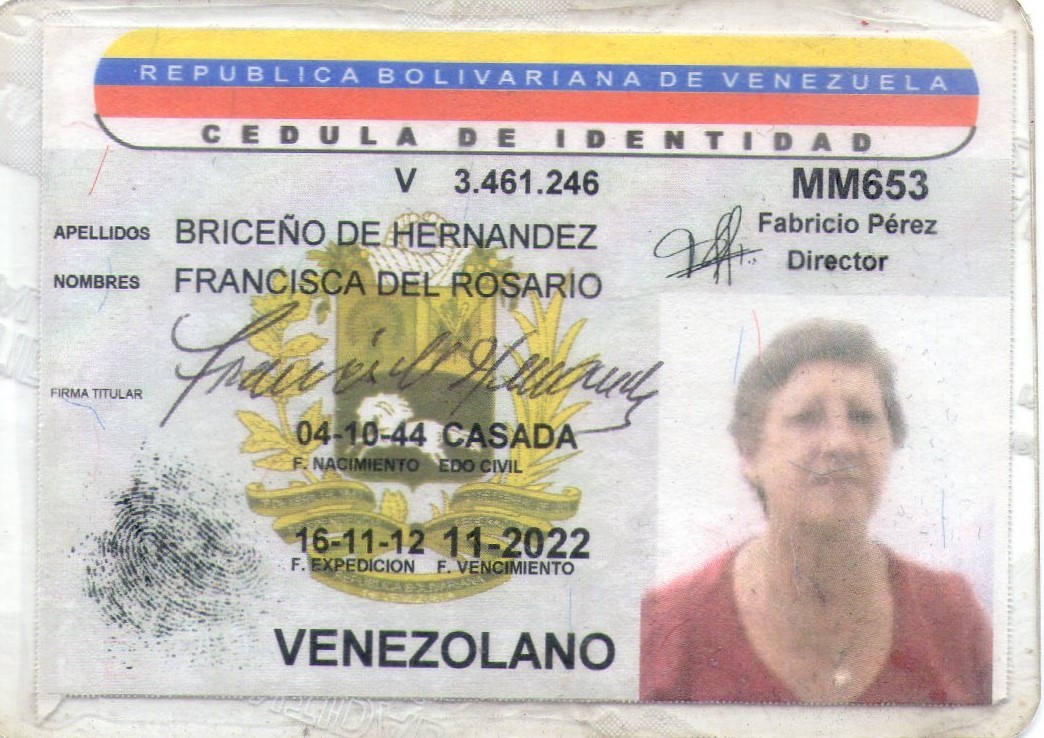 REPUBLICA BOLIVARIANA DE VENEZUELA
CEDULA DE IDENTIDAD
V 3.461.246
MM653
Fabricio Pérez
Director
APELLIDOS BRICEÑO DE HERNANDEZ
NOMBRES FRANCISCA DEL ROSARIO
FIRMA TITULAR
04-10-44 CASADA
F. NACIMIENTO EDO CIVIL
16-11-12 11-2022
F. EXPEDICION F. VENCIMIENTO
VENEZOLANO